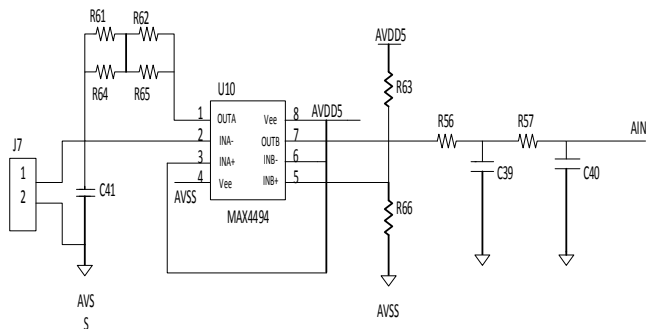 R61
R62
R64
R65
J7
1
2
C41
AVS
S
U10
1
2
3
4
OUTA
INA-
INA+
Vee
Vee
OUTB
INB-
INB+
8
7
6
5
AVSS
MAX4494
AVDD5
AVDD5
R63
R66
AVSS
R56
R57
C39
C40
AIN